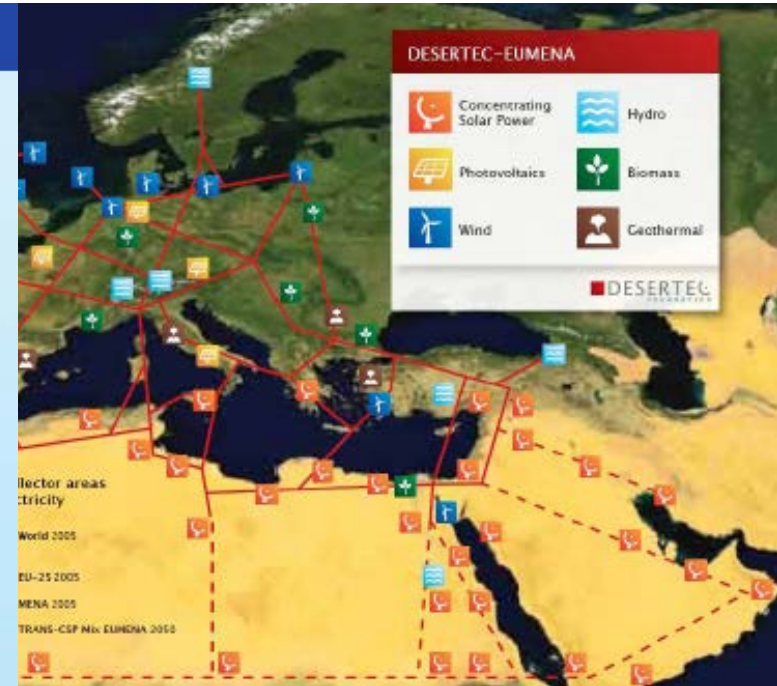 DESERTEC-EUMENA
Concentrating
Solar Power
Hydro
Photovoltaics
Biomass
Wind
Geothermal
DESERTEC
FOUNDATION
llector areas
ctricity
World 2005
EU-25 2005
MENA 2005
TRANS-CSP Mix EUMENA 2050